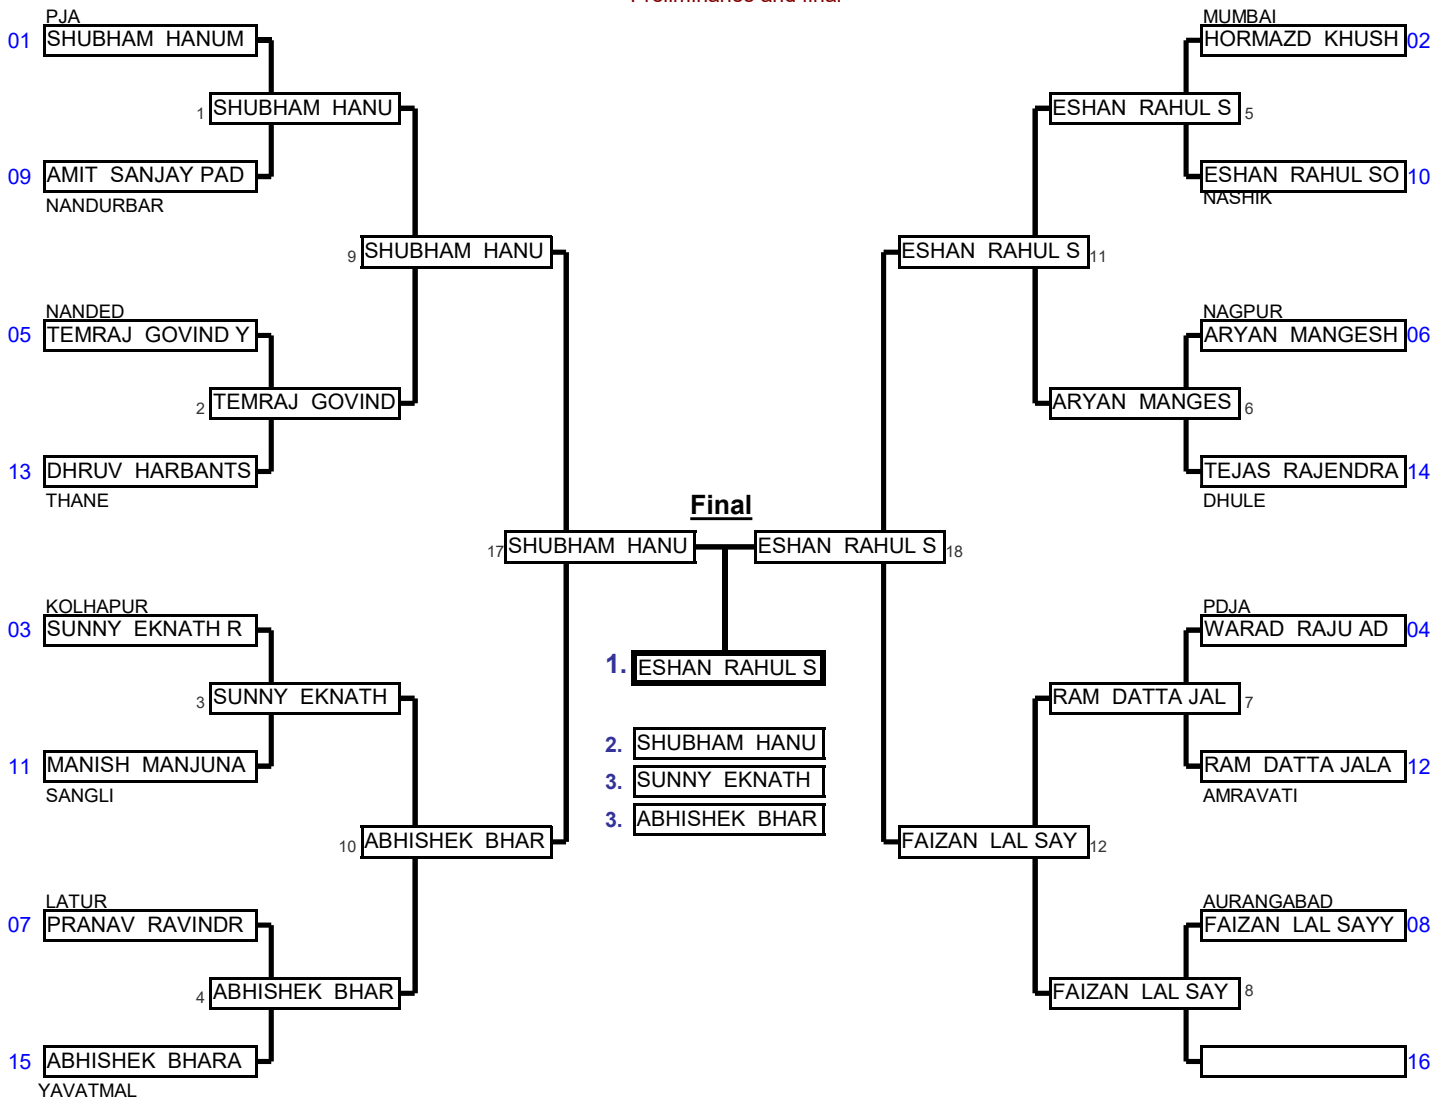 Preliminaries and final
PJA
01 SHUBHAM HANUM
1 SHUBHAM HANU
09 AMIT SANJAY PAD
NANDURBAR
9 SHUBHAM HANU
NANDED
05 TEMRAJ GOVIND Y
2 TEMRAJ GOVIND
13 DHRUV HARBANTS
THANE
17 SHUBHAM HANU
KOLHAPUR
03 SUNNY EKNATH R
3 SUNNY EKNATH
11 MANISH MANJUNA
SANGLI
10 ABHISHEK BHAR
LATUR
07 PRANAV RAVINDR
4 ABHISHEK BHAR
15 ABHISHEK BHARA
YAVATMAL
Final
1. ESHAN RAHUL S
2. SHUBHAM HANU
3. SUNNY EKNATH
3. ABHISHEK BHAR
MUMBAI
HORMAZD KHUSH 02
ESHAN RAHUL S 5
ESHAN RAHUL SO 10
NASHIK
ESHAN RAHUL S 11
NAGPUR
ARYAN MANGESH 06
ARYAN MANGES 6
TEJAS RAJENDRA 14
DHULE
ESHAN RAHUL S 18
PDJA
WARAD RAJU AD 04
RAM DATTA JAL 7
RAM DATTA JALA 12
AMRAVATI
FAIZAN LAL SAY 12
AURANGABAD
FAIZAN LAL SAYY 08
FAIZAN LAL SAY 8
16